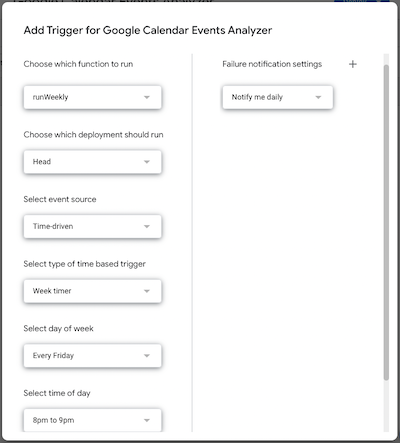 Add Trigger for Google Calendar Events Analyzer
Choose which function to run
runWeekly
Choose which deployment should run
Head
Select event source
Time-driven
Select type of time based trigger
Week timer
Select day of week
Every Friday
Select time of day
8pm to 9pm
Failure notification settings
Notify me daily